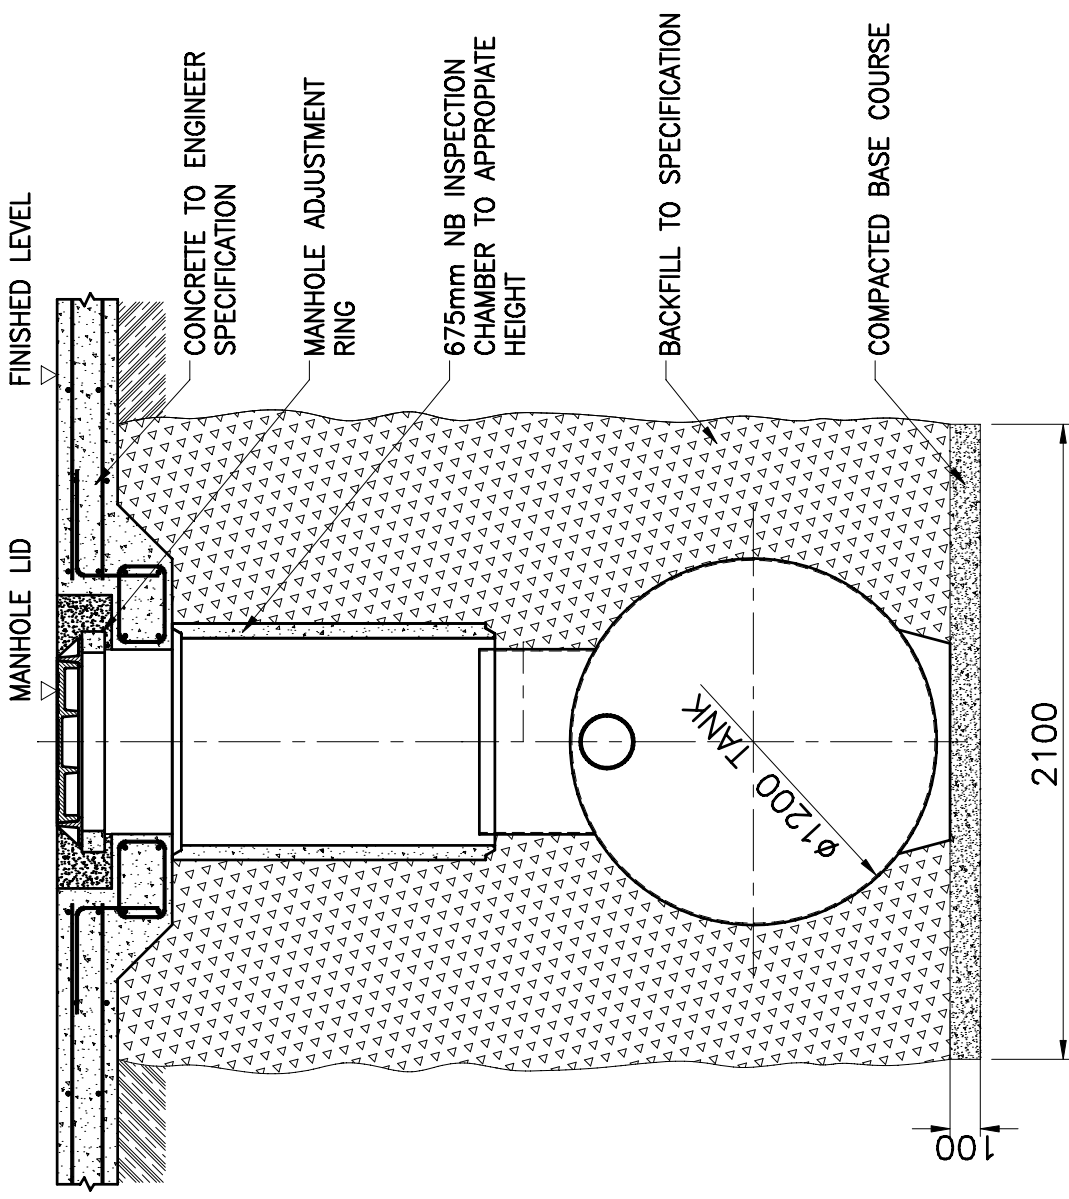 MANHOLE LID
FINISHED LEVEL
CONCRETE TO ENGINEER
SPECIFICATION
MANHOLE ADJUSTMENT
RING
675mm NB INSPECTION
CHAMBER TO APPROPIATE
HEIGHT
BACKFILL TO SPECIFICATION
COMPACTED BASE COURSE
ø1200 TANK
2100
100